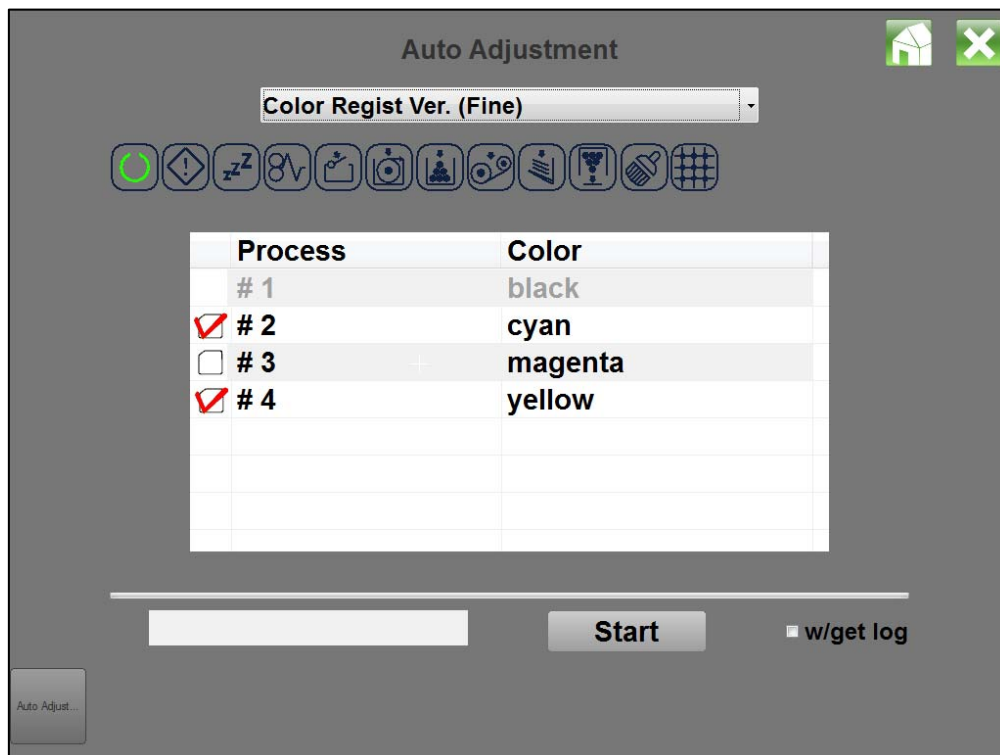 Auto Adjustment
Color Regist Ver. (Fine)
zzZ
Process Color
# 1 black
# 2 cyan
# 3 magenta
# 4 yellow
Start w/get log
Auto Adjust...